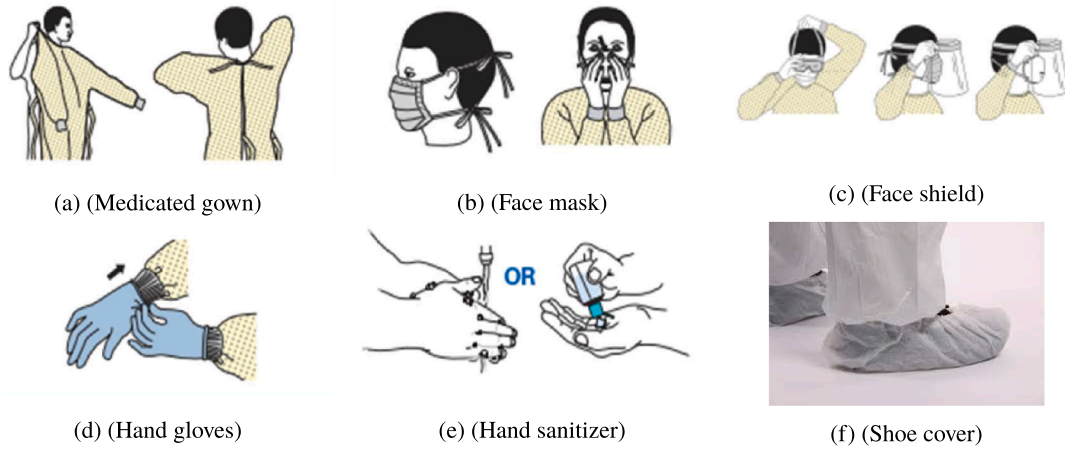 (a) (Medicated gown)
(b) (Face mask)
(c) (Face shield)
OR
(d) (Hand gloves)
(e) (Hand sanitizer)
(f) (Shoe cover)